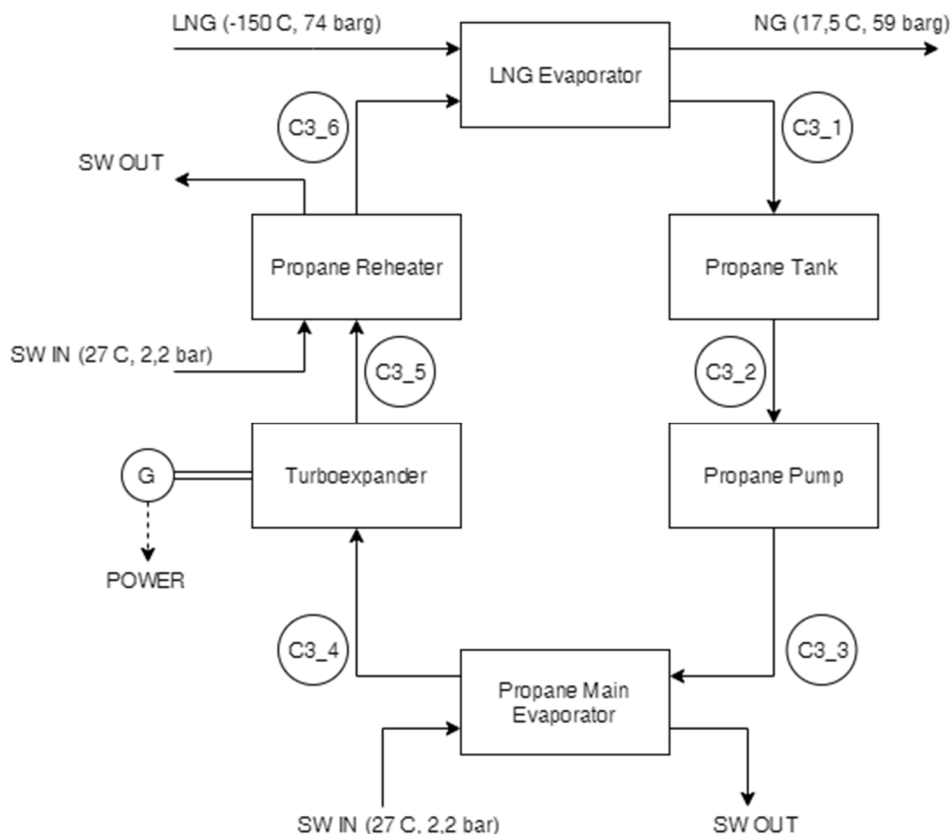 LNG (-150 C, 74 barg)
NG (17,5 C, 59 barg)
LNG Evaporator
C3_6
C3_1
SW OUT
Propane Reheater
Propane Tank
SW IN (27 C, 2,2 bar)
C3_5
C3_2
G
Turboexpander
Propane Pump
POWER
C3_4
C3_3
Propane Main
Evaporator
SW IN (27 C, 2,2 bar)
SW OUT